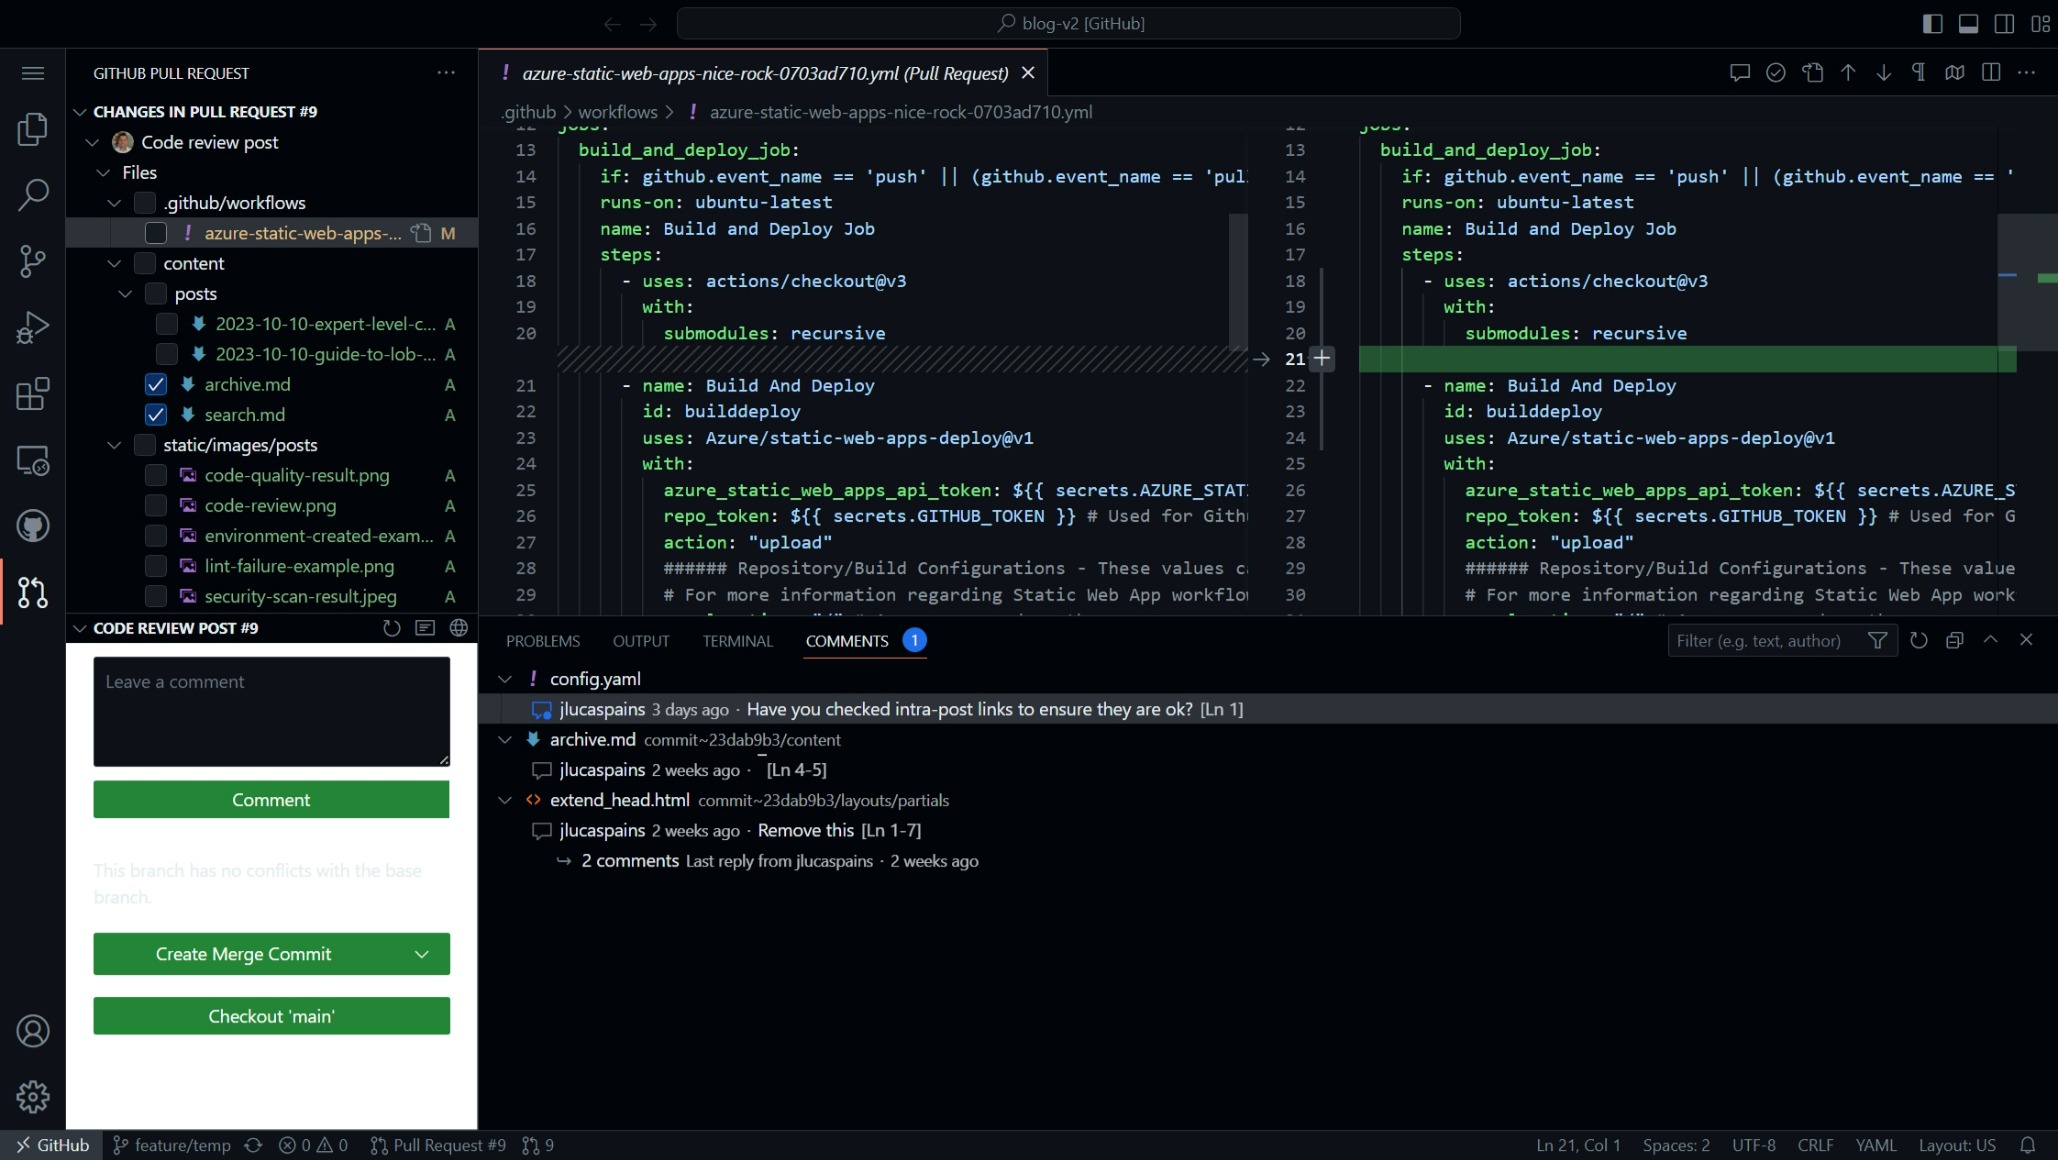 blog-v2 [GitHub]
GITHUB PULL REQUEST
CHANGES IN PULL REQUEST #9
Code review post
Files
.github/workflows
! azure-static-web-apps-... M
content
posts
2023-10-10-expert-level-c... A
2023-10-10-guide-to-lob-... A
archive.md A
search.md A
static/images/posts
code-quality-result.png A
code-review.png A
environment-created-exam... A
lint-failure-example.png A
security-scan-result.jpeg A
CODE REVIEW POST #9
Leave a comment
Comment
This branch has no conflicts with the base
branch.
Create Merge Commit
Checkout 'main'
! azure-static-web-apps-nice-rock-0703ad710.yml (Pull Request)
.github > workflows > ! azure-static-web-apps-nice-rock-0703ad710.yml
12 jobs:
13 build_and_deploy_job:
14 if: github.event_name == 'push' || (github.event_name == 'pul
15 runs-on: ubuntu-latest
16 name: Build and Deploy Job
17 steps:
18 - uses: actions/checkout@v3
19 with:
20 submodules: recursive
21 - name: Build And Deploy
22 id: builddeploy
23 uses: Azure/static-web-apps-deploy@v1
24 with:
25 azure_static_web_apps_api_token: ${{ secrets.AZURE_STAT
26 repo_token: ${{ secrets.GITHUB_TOKEN }} # Used for Gith
27 action: "upload"
28 ###### Repository/Build Configurations - These values c
29 # For more information regarding Static Web App workflo
12 jobs:
13 build_and_deploy_job:
14 if: github.event_name == 'push' || (github.event_name == '
15 runs-on: ubuntu-latest
16 name: Build and Deploy Job
17 steps:
18 - uses: actions/checkout@v3
19 with:
20 submodules: recursive
21 +
22 - name: Build And Deploy
23 id: builddeploy
24 uses: Azure/static-web-apps-deploy@v1
25 with:
26 azure_static_web_apps_api_token: ${{ secrets.AZURE_S
27 repo_token: ${{ secrets.GITHUB_TOKEN }} # Used for G
28 action: "upload"
29 ###### Repository/Build Configurations - These value
30 # For more information regarding Static Web App work
PROBLEMS OUTPUT TERMINAL COMMENTS 1
Filter (e.g. text, author)
! config.yaml
jlucaspains 3 days ago · Have you checked intra-post links to ensure they are ok? [Ln 1]
archive.md commit~23dab9b3/content
jlucaspains 2 weeks ago · [Ln 4-5]
extend_head.html commit~23dab9b3/layouts/partials
jlucaspains 2 weeks ago · Remove this [Ln 1-7]
2 comments Last reply from jlucaspains · 2 weeks ago
GitHub feature/temp 0 0 Pull Request #9 9
Ln 21, Col 1 Spaces: 2 UTF-8 CRLF YAML Layout: US